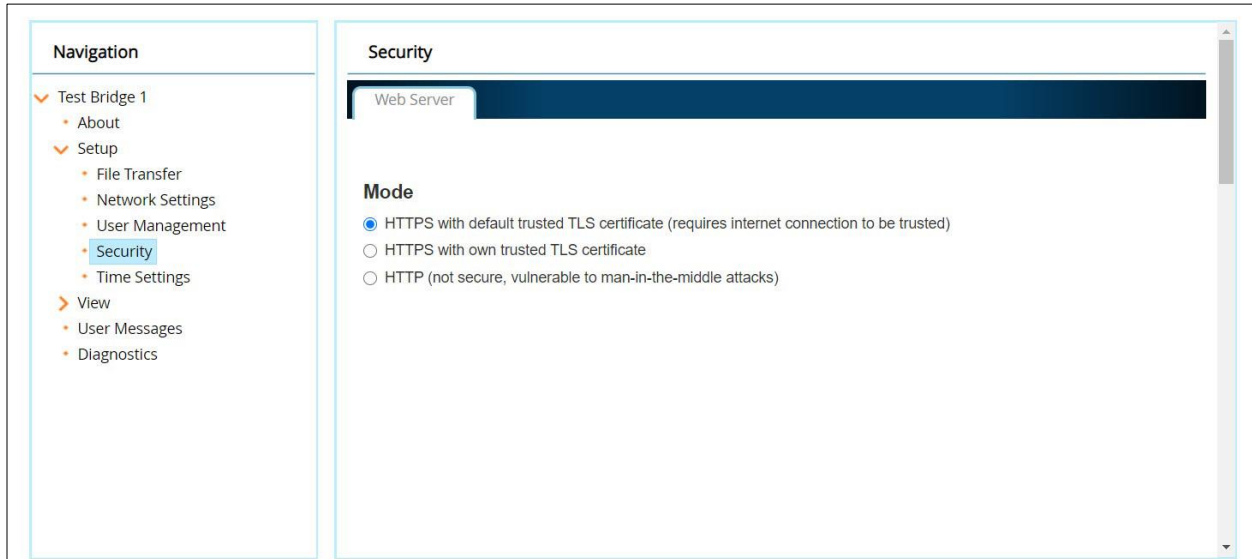 Navigation
Test Bridge 1
About
Setup
File Transfer
Network Settings
User Management
Security
Time Settings
View
User Messages
Diagnostics
Security
Web Server
Mode
HTTPS with default trusted TLS certificate (requires internet connection to be trusted)
HTTPS with own trusted TLS certificate
HTTP (not secure, vulnerable to man-in-the-middle attacks)